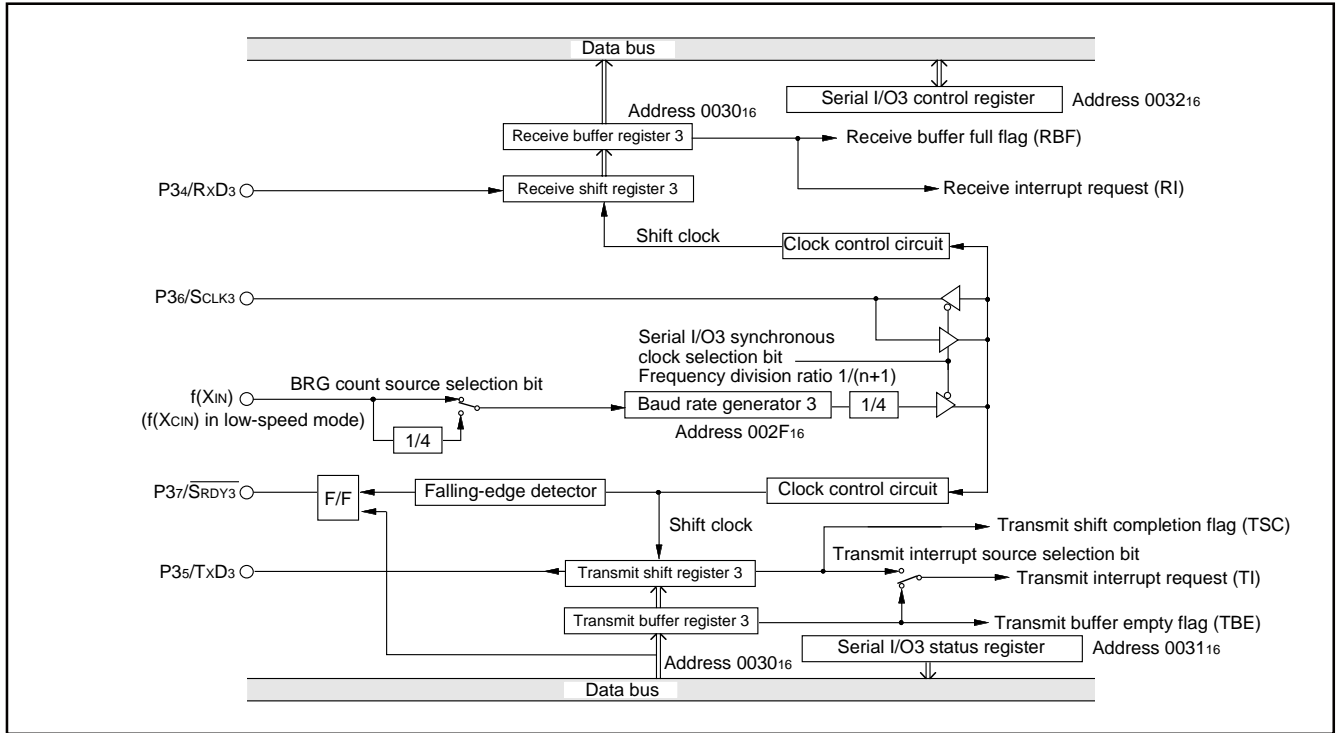 Data bus
Serial I/O3 control register
Address 0032₁₆
Address 0030₁₆
Receive buffer register 3
Receive buffer full flag (RBF)
P3₄/RxD₃
Receive shift register 3
Receive interrupt request (RI)
Shift clock
Clock control circuit
P3₆/SCLK3
Serial I/O3 synchronous
clock selection bit
Frequency division ratio 1/(n+1)
BRG count source selection bit
f(XIN)
(f(XCIN) in low-speed mode)
Baud rate generator 3
1/4
1/4
Address 002F₁₆
P3₇/S̅R̅D̅Y̅3̅
F/F
Falling-edge detector
Clock control circuit
Shift clock
Transmit shift completion flag (TSC)
Transmit interrupt source selection bit
P3₅/TxD₃
Transmit shift register 3
Transmit interrupt request (TI)
Transmit buffer register 3
Transmit buffer empty flag (TBE)
Address 0030₁₆
Serial I/O3 status register
Address 0031₁₆
Data bus